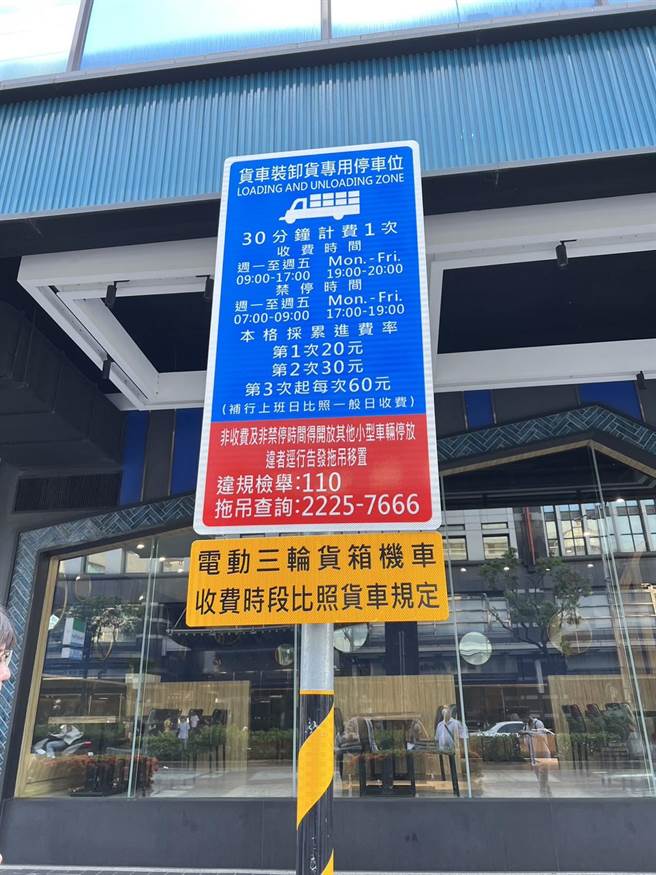 貨車裝卸貨專用停車位
LOADING AND UNLOADING ZONE
30分鐘計費1次
收費時間
週一至週五 Mon.-Fri.
09:00-17:00 19:00-20:00
禁停時間
週一至週五 Mon.-Fri.
07:00-09:00 17:00-19:00
本格採累進費率
第1次20元
第2次30元
第3次起每次60元
(補行上班日比照一般日收費)
非收費及非禁停時間得開放其他小型車輛停放
違者逕行告發拖吊移置
違規檢舉:110
拖吊查詢:2225-7666
電動三輪貨箱機車
收費時段比照貨車規定